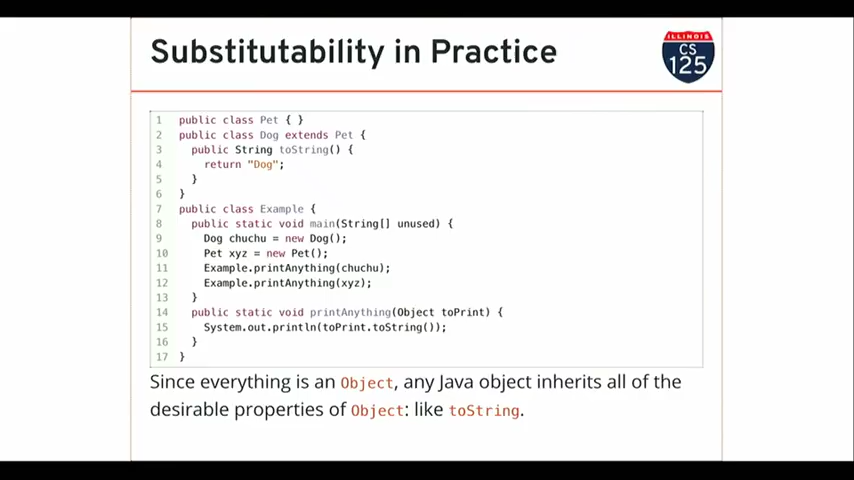 Substitutability in Practice
ILLINOIS
CS
125
1 public class Pet { }
2 public class Dog extends Pet {
3   public String toString() {
4     return "Dog";
5   }
6 }
7 public class Example {
8   public static void main(String[] unused) {
9     Dog chuchu = new Dog();
10     Pet xyz = new Pet();
11     Example.printAnything(chuchu);
12     Example.printAnything(xyz);
13   }
14   public static void printAnything(Object toPrint) {
15     System.out.println(toPrint.toString());
16   }
17 }
Since everything is an Object, any Java object inherits all of the
desirable properties of Object: like toString.